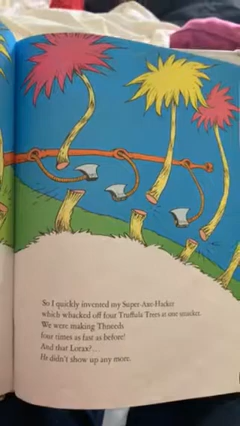 So I quickly invented my Super-Axe-Hacker
which whacked off four Truffula Trees at one smacker.
We were making Thneeds
four times as fast as before!
And that Lorax?...
He didn't show up any more.